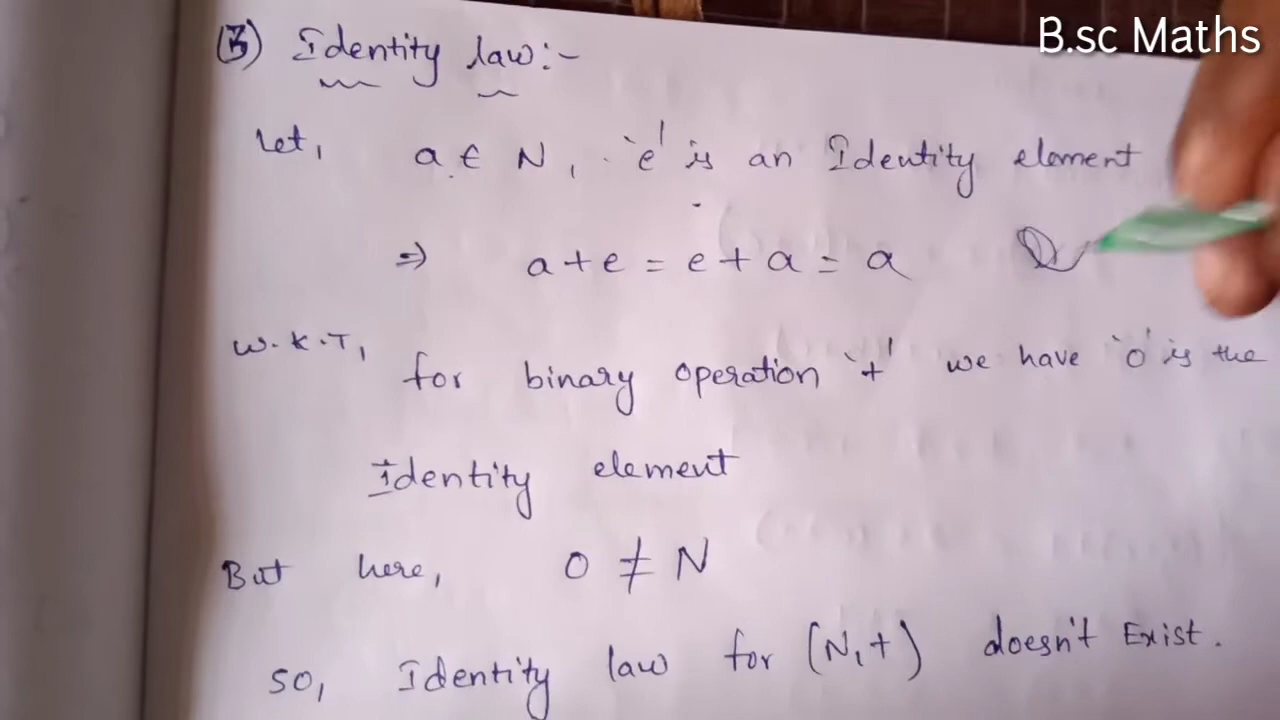 B.sc Maths
(3) Identity law:-
Let, a ∈ N, 'e' is an Identity element
⇒ a + e = e + a = a
W.K.T, for binary operation '+' we have 'o' is the
Identity element
But here, 0 ≠ N
So, Identity law for (N,+) doesn't Exist.